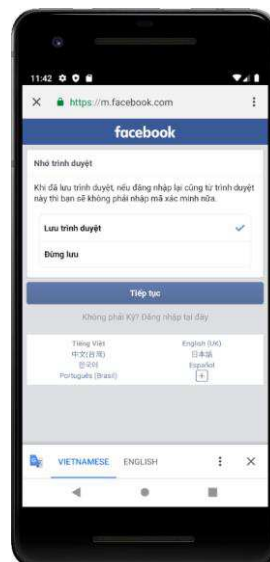 11:42
https://m.facebook.com
facebook
Nhớ trình duyệt
Khi đã lưu trình duyệt, nếu đăng nhập lại cũng từ trình duyệt
này thì bạn sẽ không phải nhập mã xác minh nữa.
Lưu trình duyệt
Đừng lưu
Tiếp tục
Không phải Kỳ? Đăng nhập tại đây
Tiếng Việt English (UK)
中文(台灣) 日本語
한국어 Español
Português (Brasil)
VIETNAMESE ENGLISH